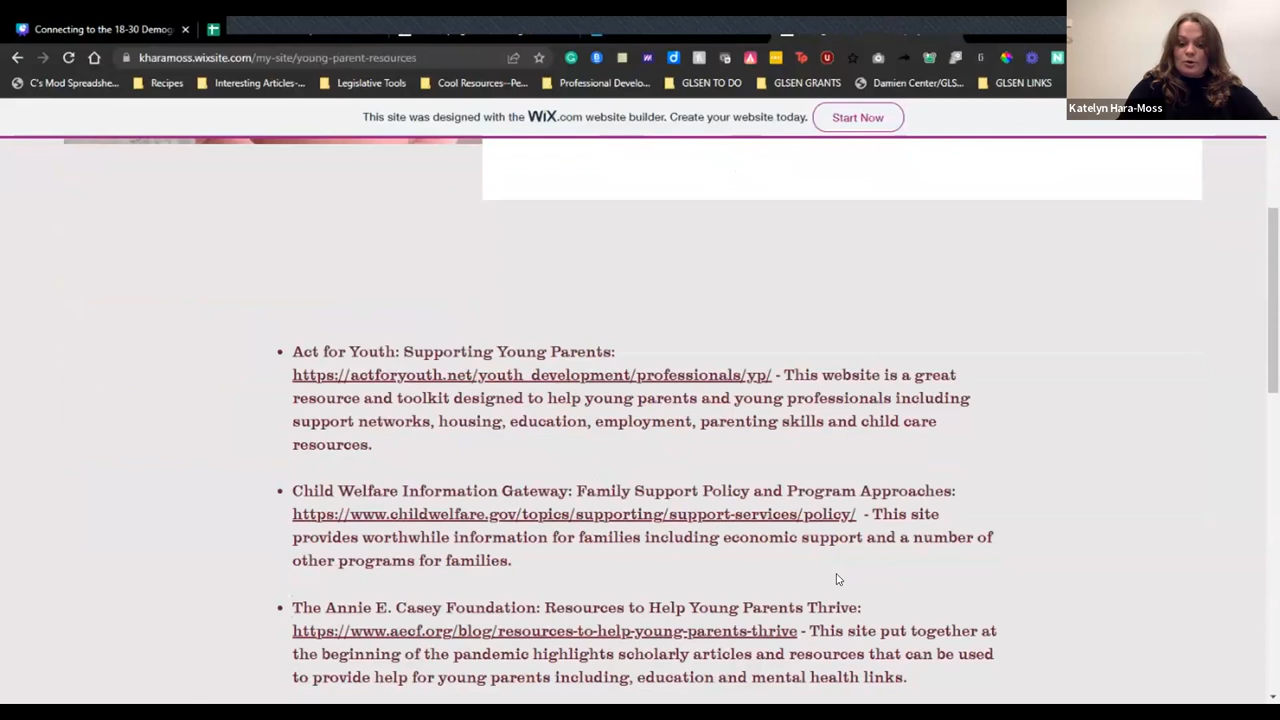 Connecting to the 18-30 Demog
kharamoss.wixsite.com/my-site/young-parent-resources
C's Mod Spreadshe...
Recipes
Interesting Articles-...
Legislative Tools
Cool Resources--Pe...
Professional Develo...
GLSEN TO DO
GLSEN GRANTS
Damien Center/GLS
GLSEN LINKS
Katelyn Hara-Moss
This site was designed with the WiX.com website builder. Create your website today.
Start Now
• Act for Youth: Supporting Young Parents:
https://actforyouth.net/youth_development/professionals/yp/ - This website is a great
resource and toolkit designed to help young parents and young professionals including
support networks, housing, education, employment, parenting skills and child care
resources.
• Child Welfare Information Gateway: Family Support Policy and Program Approaches:
https://www.childwelfare.gov/topics/supporting/support-services/policy/ - This site
provides worthwhile information for families including economic support and a number of
other programs for families.
• The Annie E. Casey Foundation: Resources to Help Young Parents Thrive:
https://www.aecf.org/blog/resources-to-help-young-parents-thrive - This site put together at
the beginning of the pandemic highlights scholarly articles and resources that can be used
to provide help for young parents including, education and mental health links.